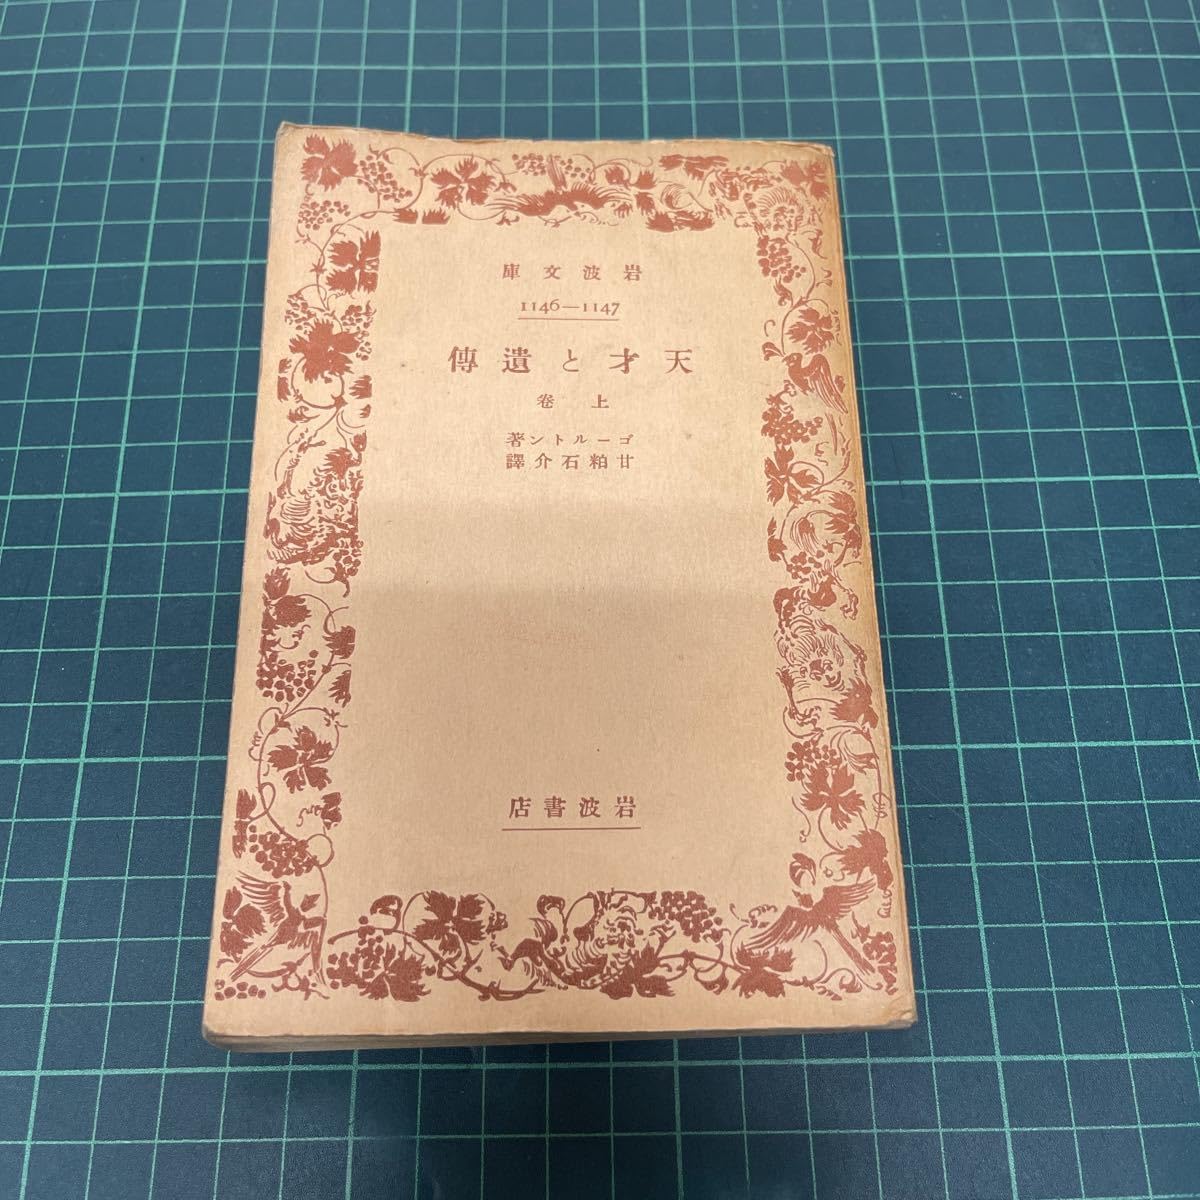 岩波文庫
1146—1147
天才と遺傳
上卷
ゴールトン著
甘粕石介譯
岩波書店